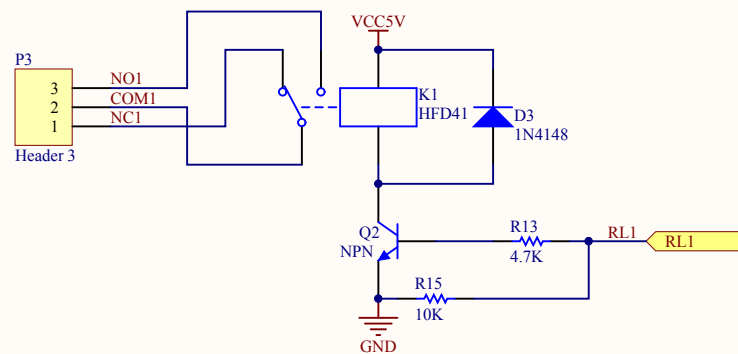 VCC5V
P3
3
2
1
NO1
COM1
NC1
Header 3
K1
HFD41
D3
1N4148
Q2
NPN
R13
4.7K
RL1
RL1
R15
10K
GND